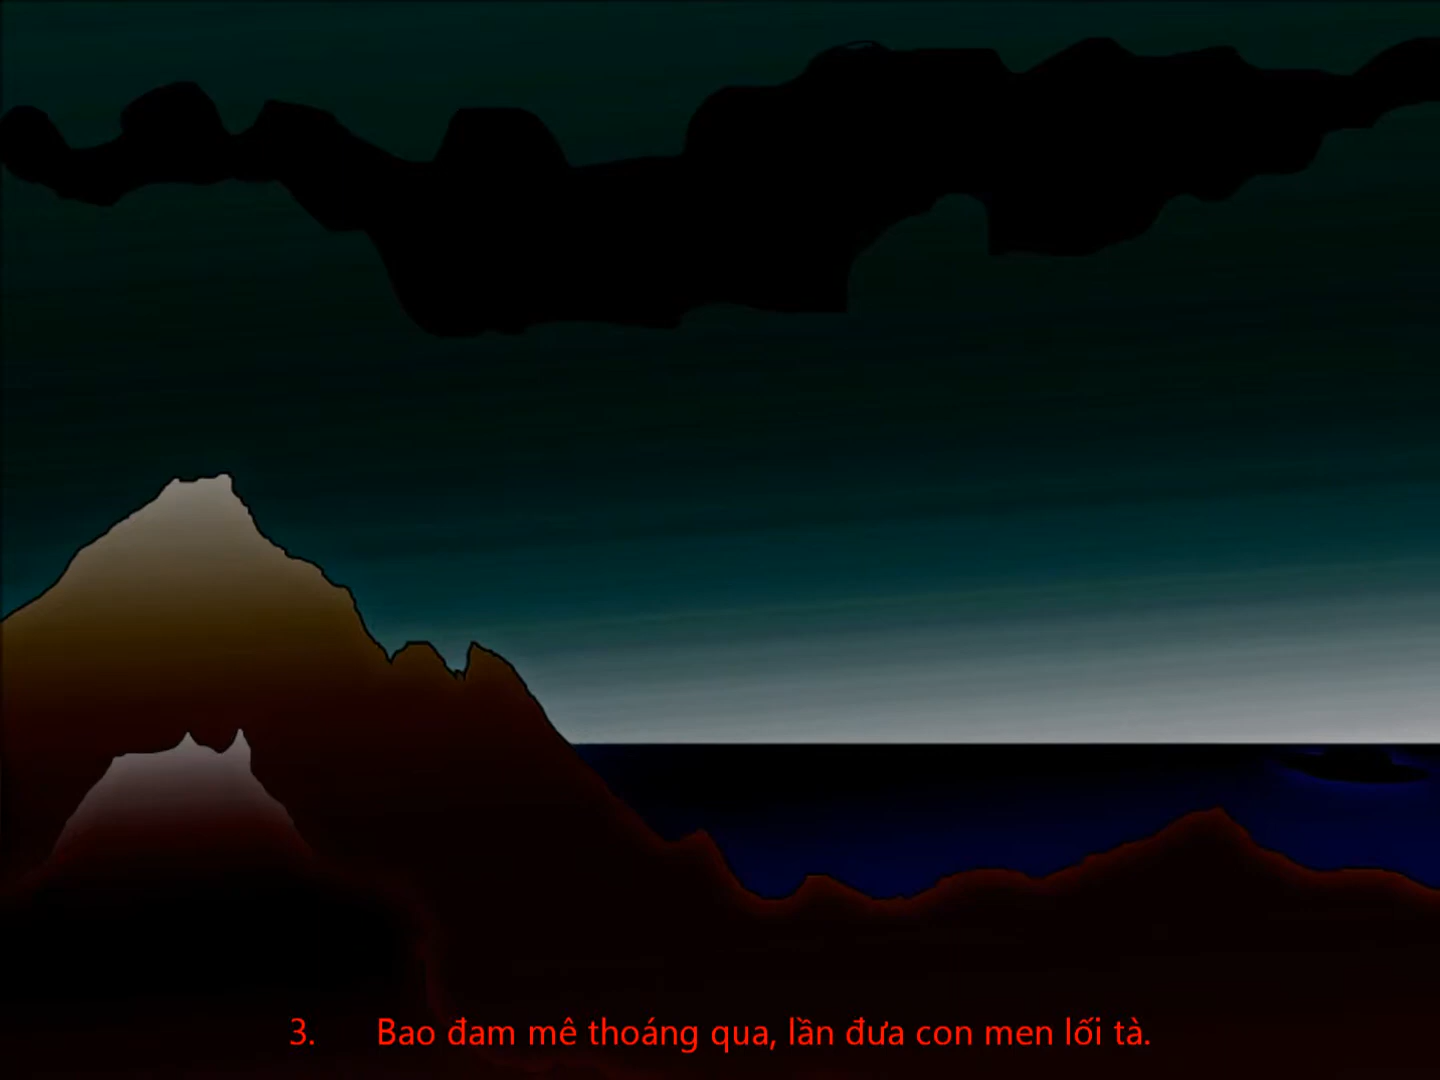 3. Bao đam mê thoáng qua, lần đưa con men lối tà.